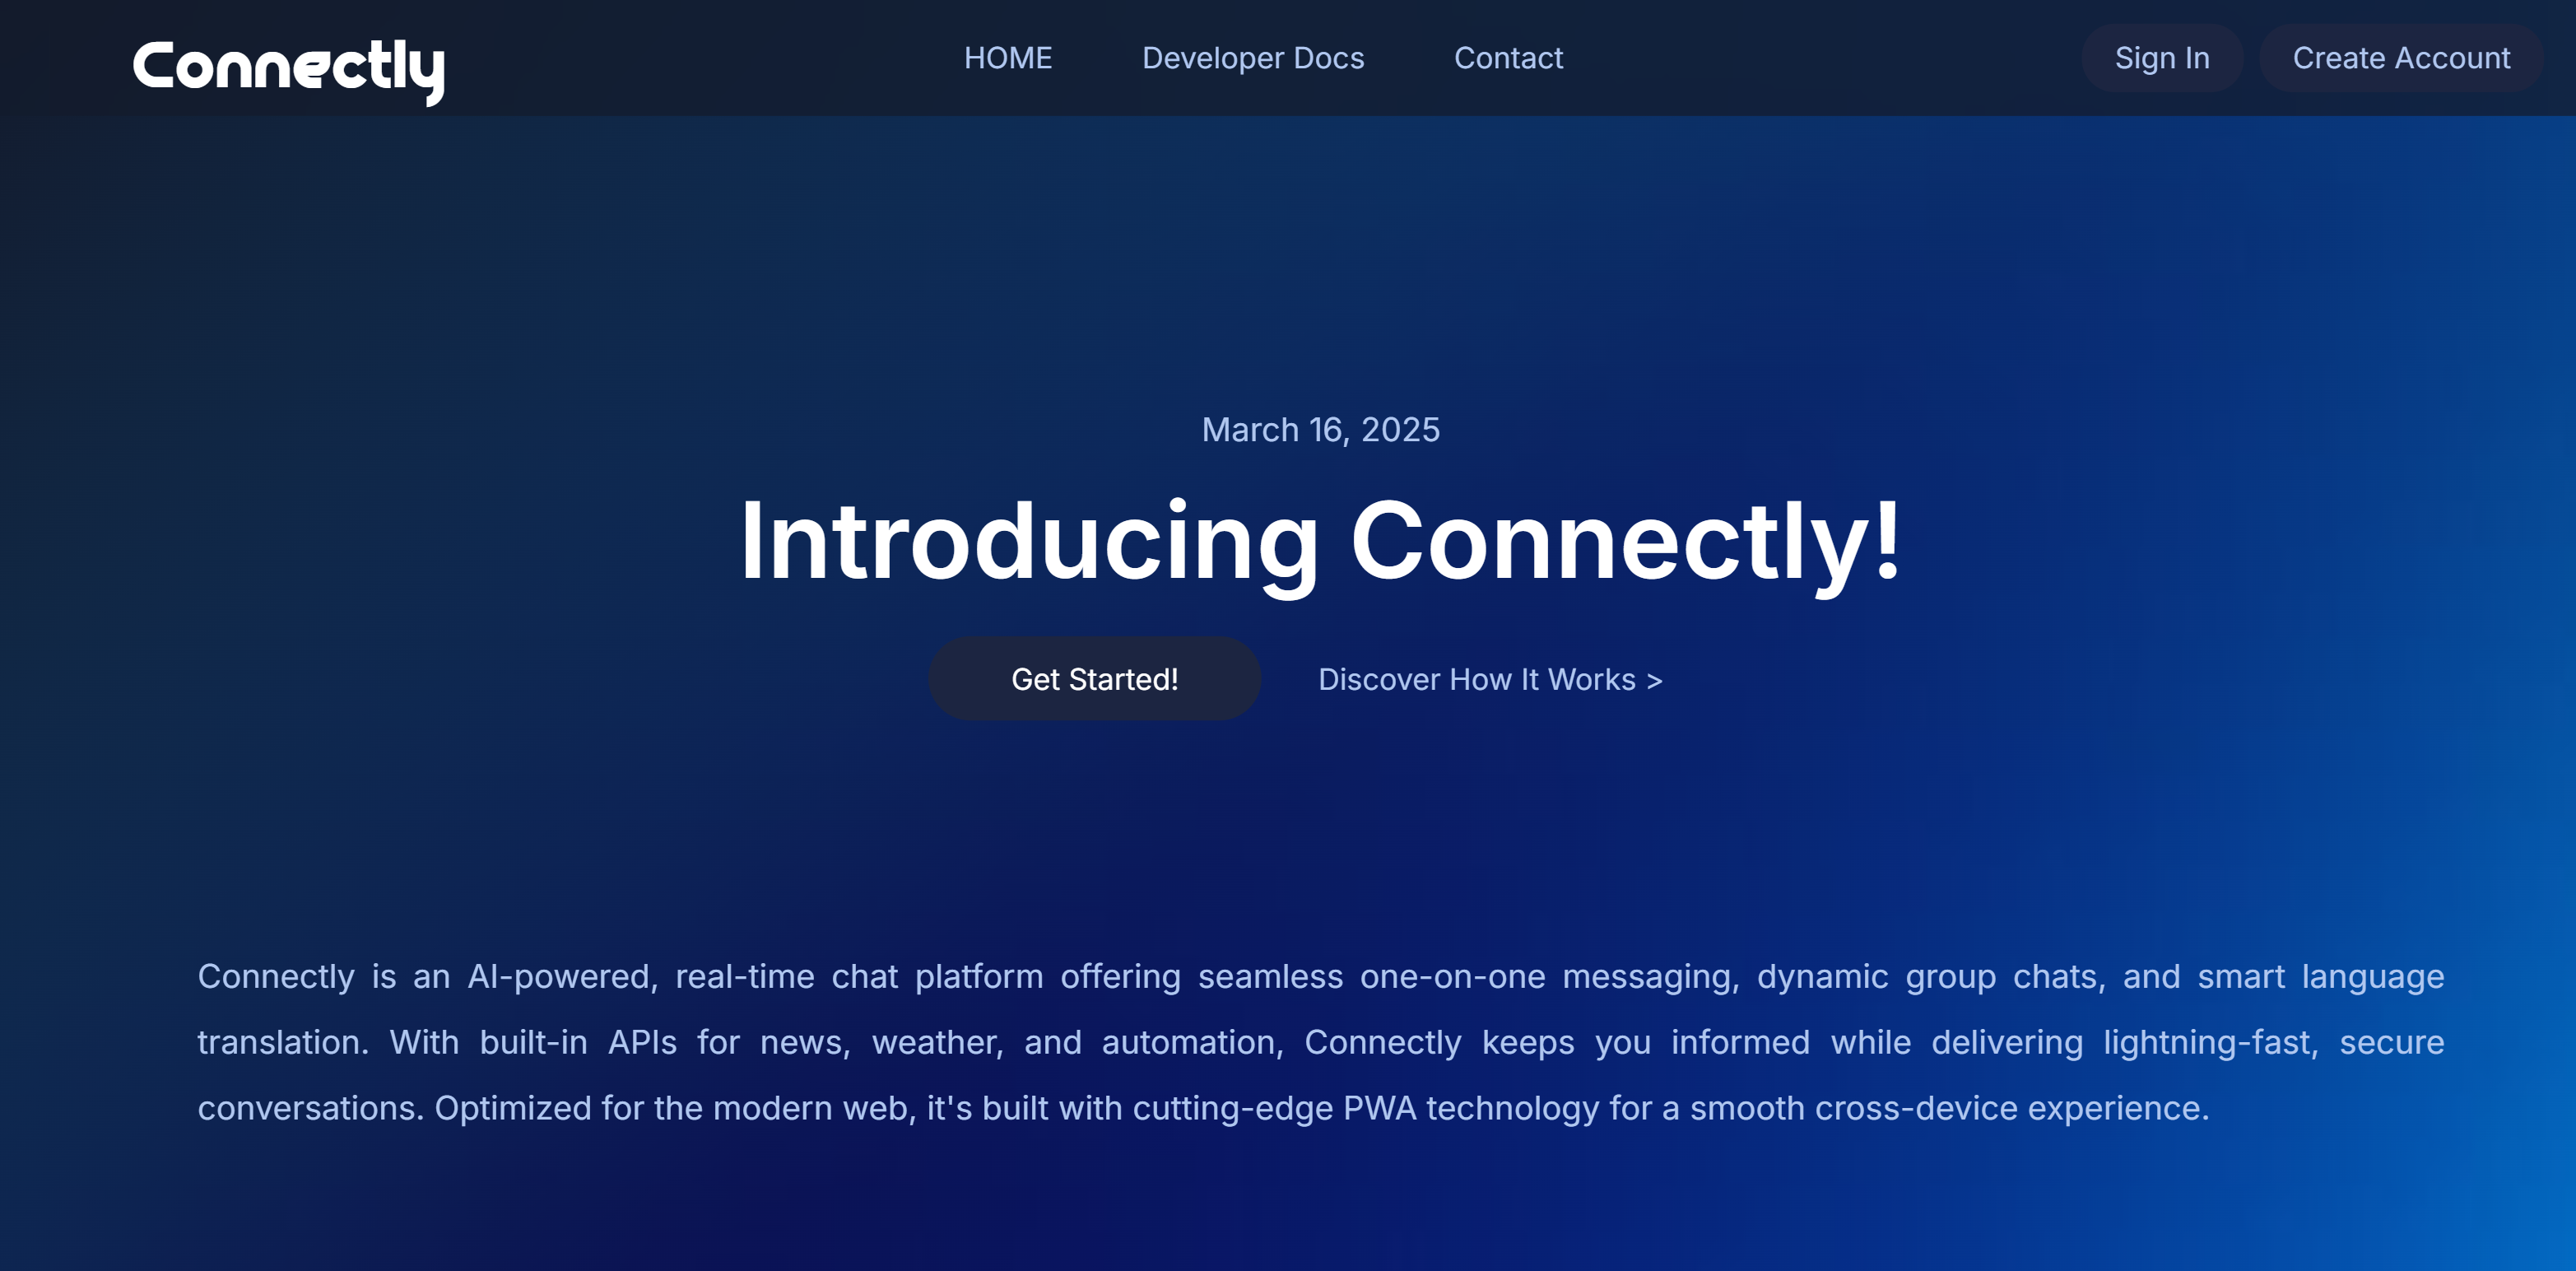 Connectly
HOME Developer Docs Contact Sign In Create Account
March 16, 2025
Introducing Connectly!
Get Started! Discover How It Works >
Connectly is an AI-powered, real-time chat platform offering seamless one-on-one messaging, dynamic group chats, and smart language
translation. With built-in APIs for news, weather, and automation, Connectly keeps you informed while delivering lightning-fast, secure
conversations. Optimized for the modern web, it's built with cutting-edge PWA technology for a smooth cross-device experience.